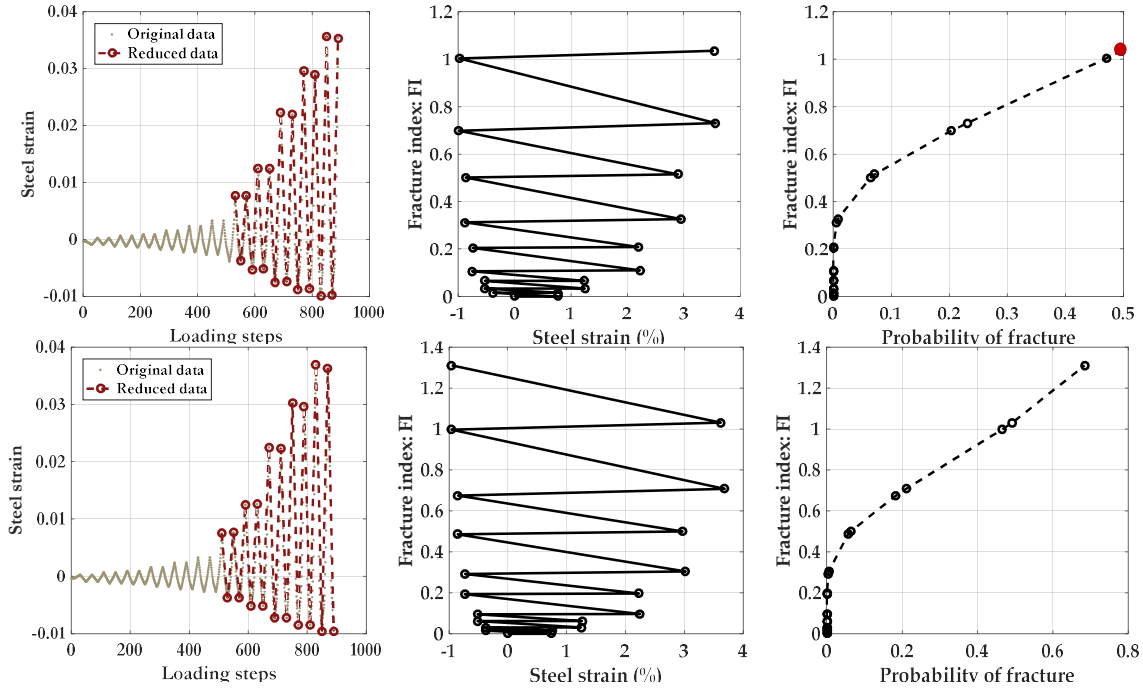 0.04
0.03
0.02
0.01
0
-0.01
Steel strain
Original data
Reduced data
0 200 400 600 800 1000
Loading steps
1.2
1
0.8
0.6
0.4
0.2
0
Fracture index: FI
-1 0 1 2 3 4
Steel strain (%)
1.2
1
0.8
0.6
0.4
0.2
0
Fracture index: FI
0 0.1 0.2 0.3 0.4 0.5
Probability of fracture
0.04
0.03
0.02
0.01
0
-0.01
Steel strain
Original data
Reduced data
0 200 400 600 800 1000
Loading steps
1.4
1.2
1
0.8
0.6
0.4
0.2
0
Fracture index: FI
-1 0 1 2 3 4
Steel strain (%)
1.4
1.2
1
0.8
0.6
0.4
0.2
0
Fracture index: FI
0 0.2 0.4 0.6 0.8
Probability of fracture